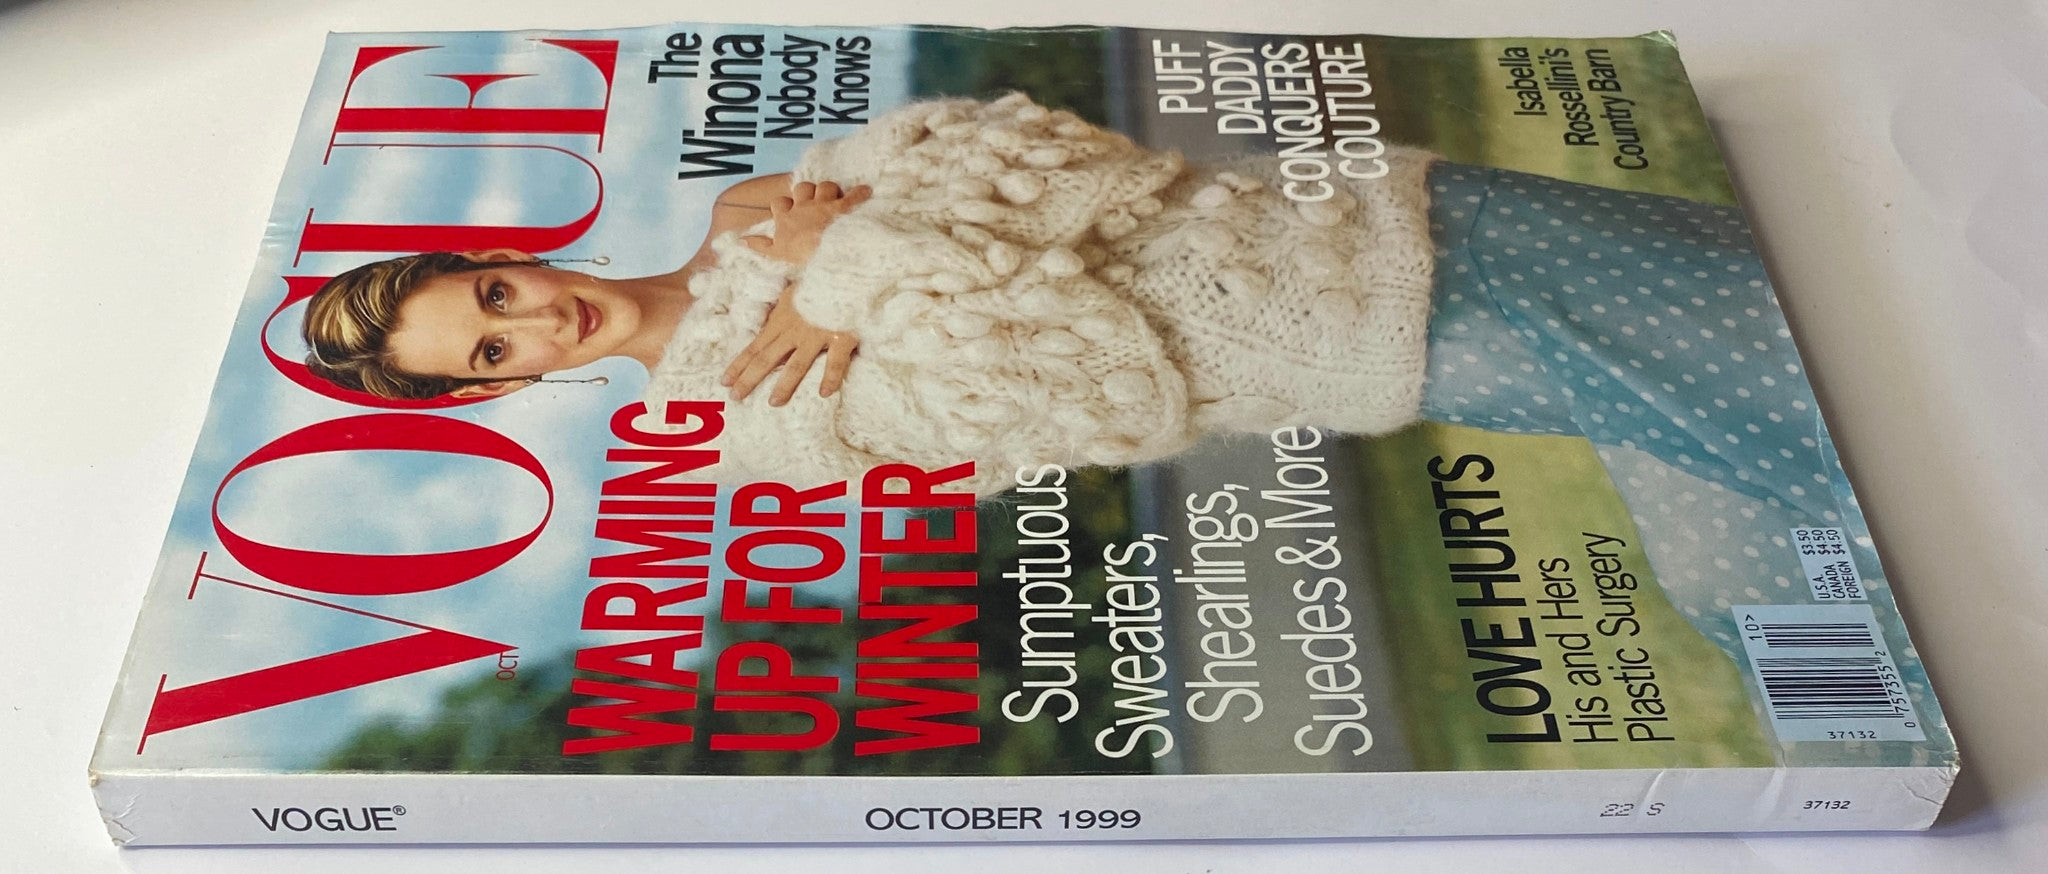 VOGUE
OCT
The
Winona
Nobody
Knows
WARMING
UP FOR
WINTER
Sumptuous
Sweaters,
Shearlings,
Suedes & More
PUFF
DADDY
CONQUERS
COUTURE
Isabella
Rossellini's
Country Barn
LOVE HURTS
His and Hers
Plastic Surgery
U.S.A. $3.50
CANADA $4.50
FOREIGN $4.50
10>
37132
0 757355 2
VOGUE®
OCTOBER 1999
37132